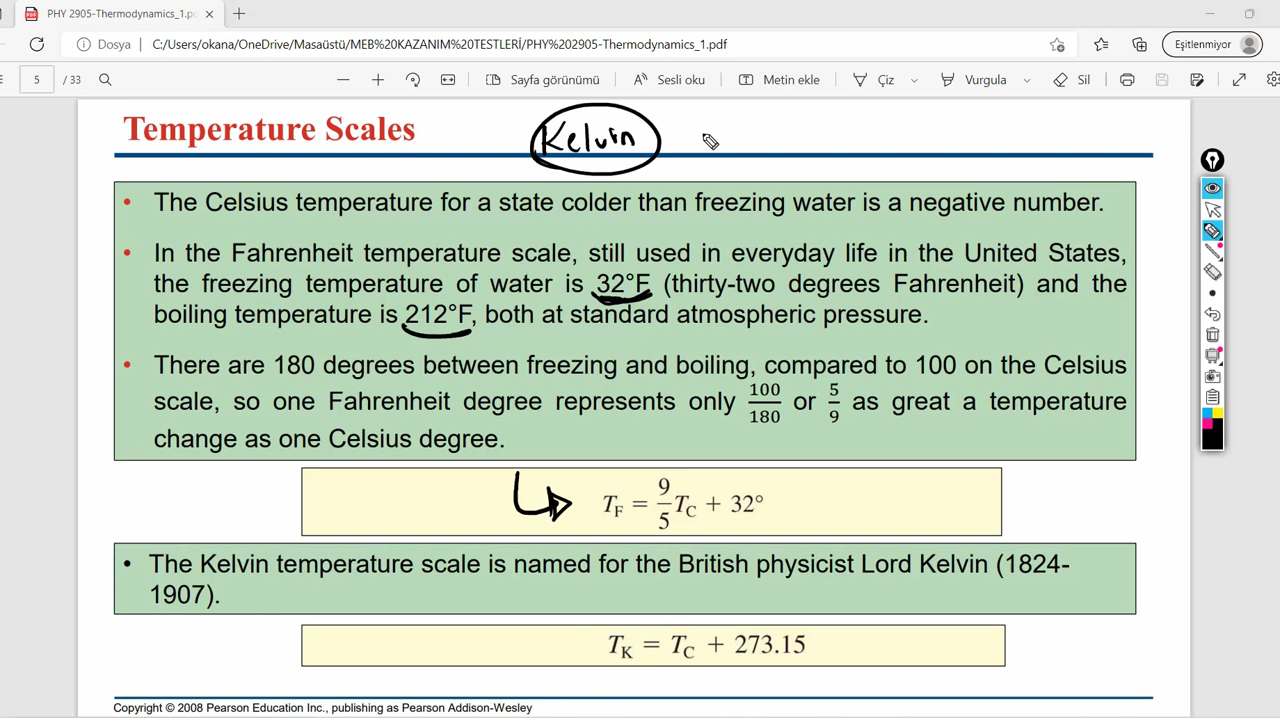 PHY 2905-Thermodynamics_1.pd
Dosya
C:/Users/okana/OneDrive/Masaüstü/MEB%20KAZANIM%20TESTLERİ/PHY%202905-Thermodynamics_1.pdf
Eşitlenmiyor
5 / 33
Sayfa görünümü
Sesli oku
Metin ekle
Çiz
Vurgula
Sil
Temperature Scales
Kelvin
• The Celsius temperature for a state colder than freezing water is a negative number.
• In the Fahrenheit temperature scale, still used in everyday life in the United States,
the freezing temperature of water is 32°F (thirty-two degrees Fahrenheit) and the
boiling temperature is 212°F, both at standard atmospheric pressure.
• There are 180 degrees between freezing and boiling, compared to 100 on the Celsius
scale, so one Fahrenheit degree represents only 100/180 or 5/9 as great a temperature
change as one Celsius degree.
T_F = 9/5 T_C + 32°
• The Kelvin temperature scale is named for the British physicist Lord Kelvin (1824-
1907).
T_K = T_C + 273.15
Copyright © 2008 Pearson Education Inc., publishing as Pearson Addison-Wesley